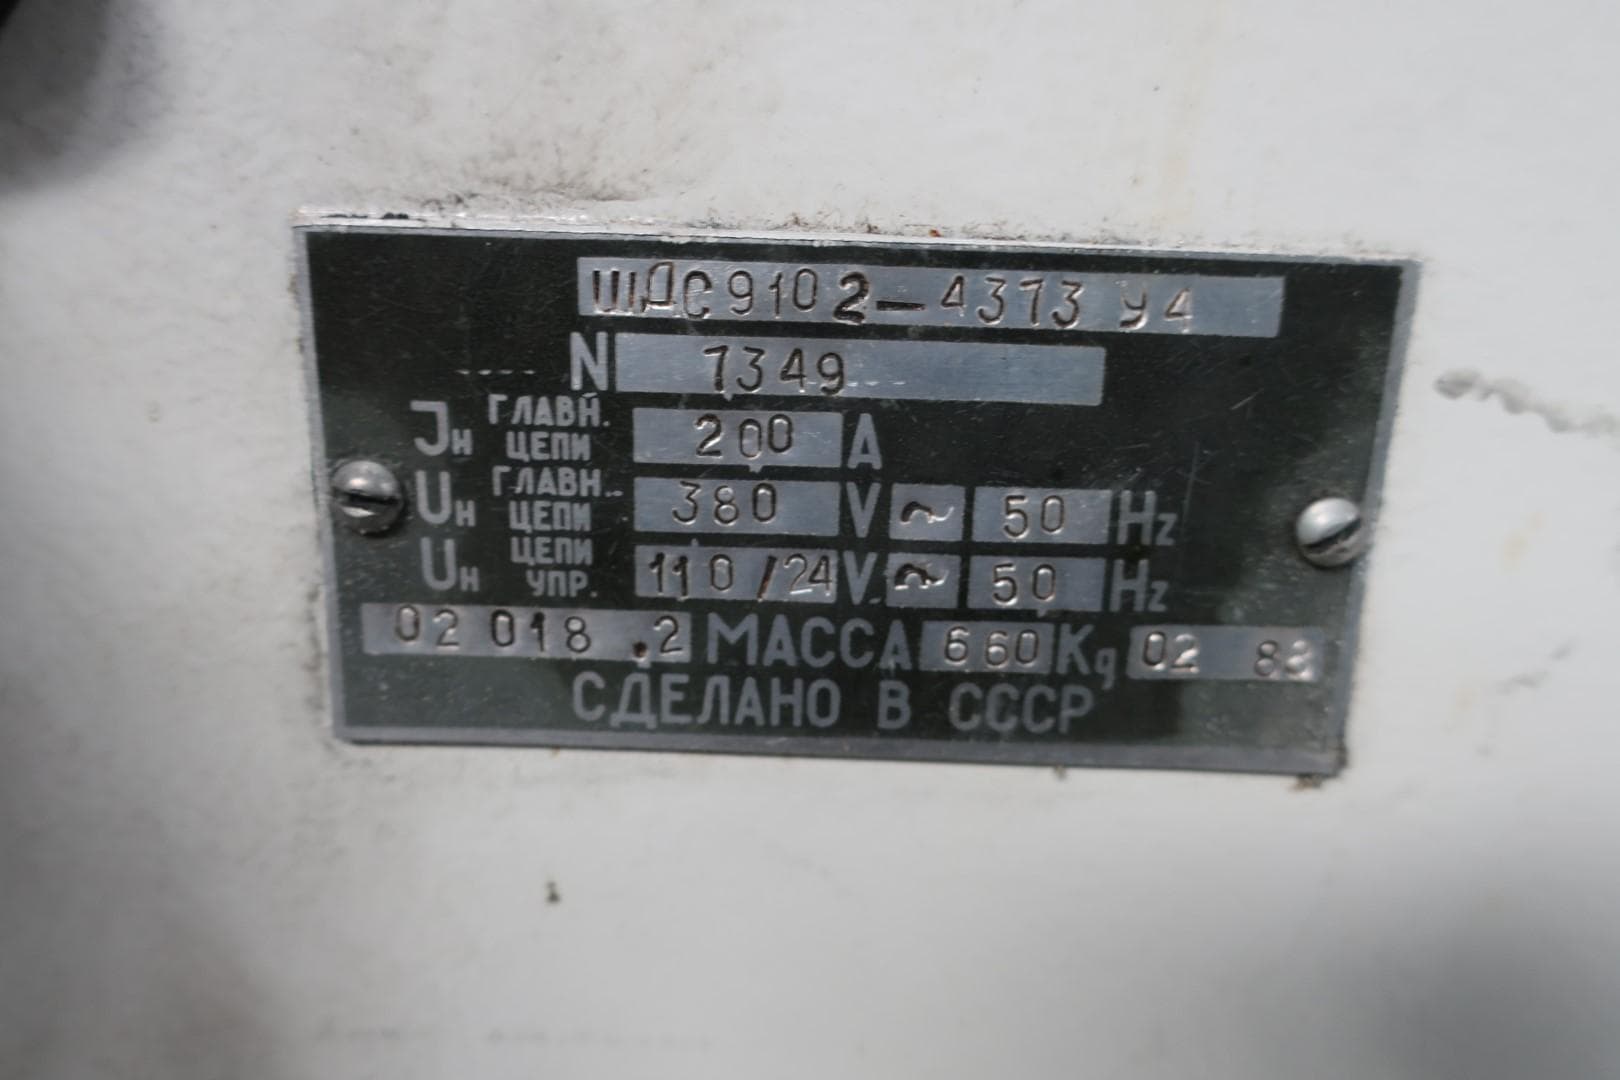 ШДС9102-4373 У4
N 7349
Jн ГЛАВН. ЦЕПИ 200 А
Uн ГЛАВН. ЦЕПИ 380 V ~ 50 Hz
Uн ЦЕПИ УПР. 110/24 V ~ 50 Hz
02 018 .2 МАССА 660 Kg 02 88
СДЕЛАНО В СССР